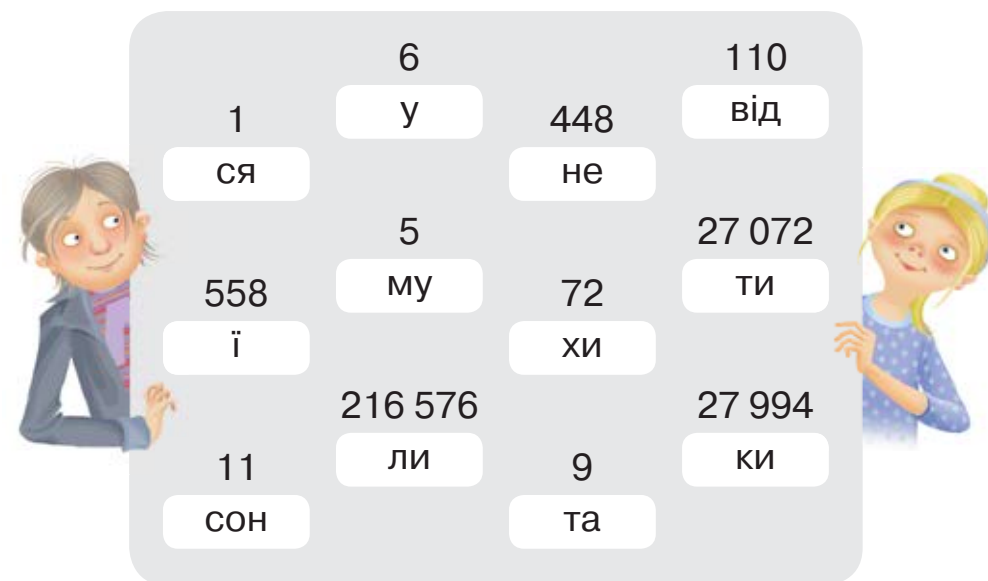 6
110
у
від
1
448
ся
не
5
27 072
му
ти
558
72
ї
хи
216 576
27 994
ли
ки
11
9
сон
та